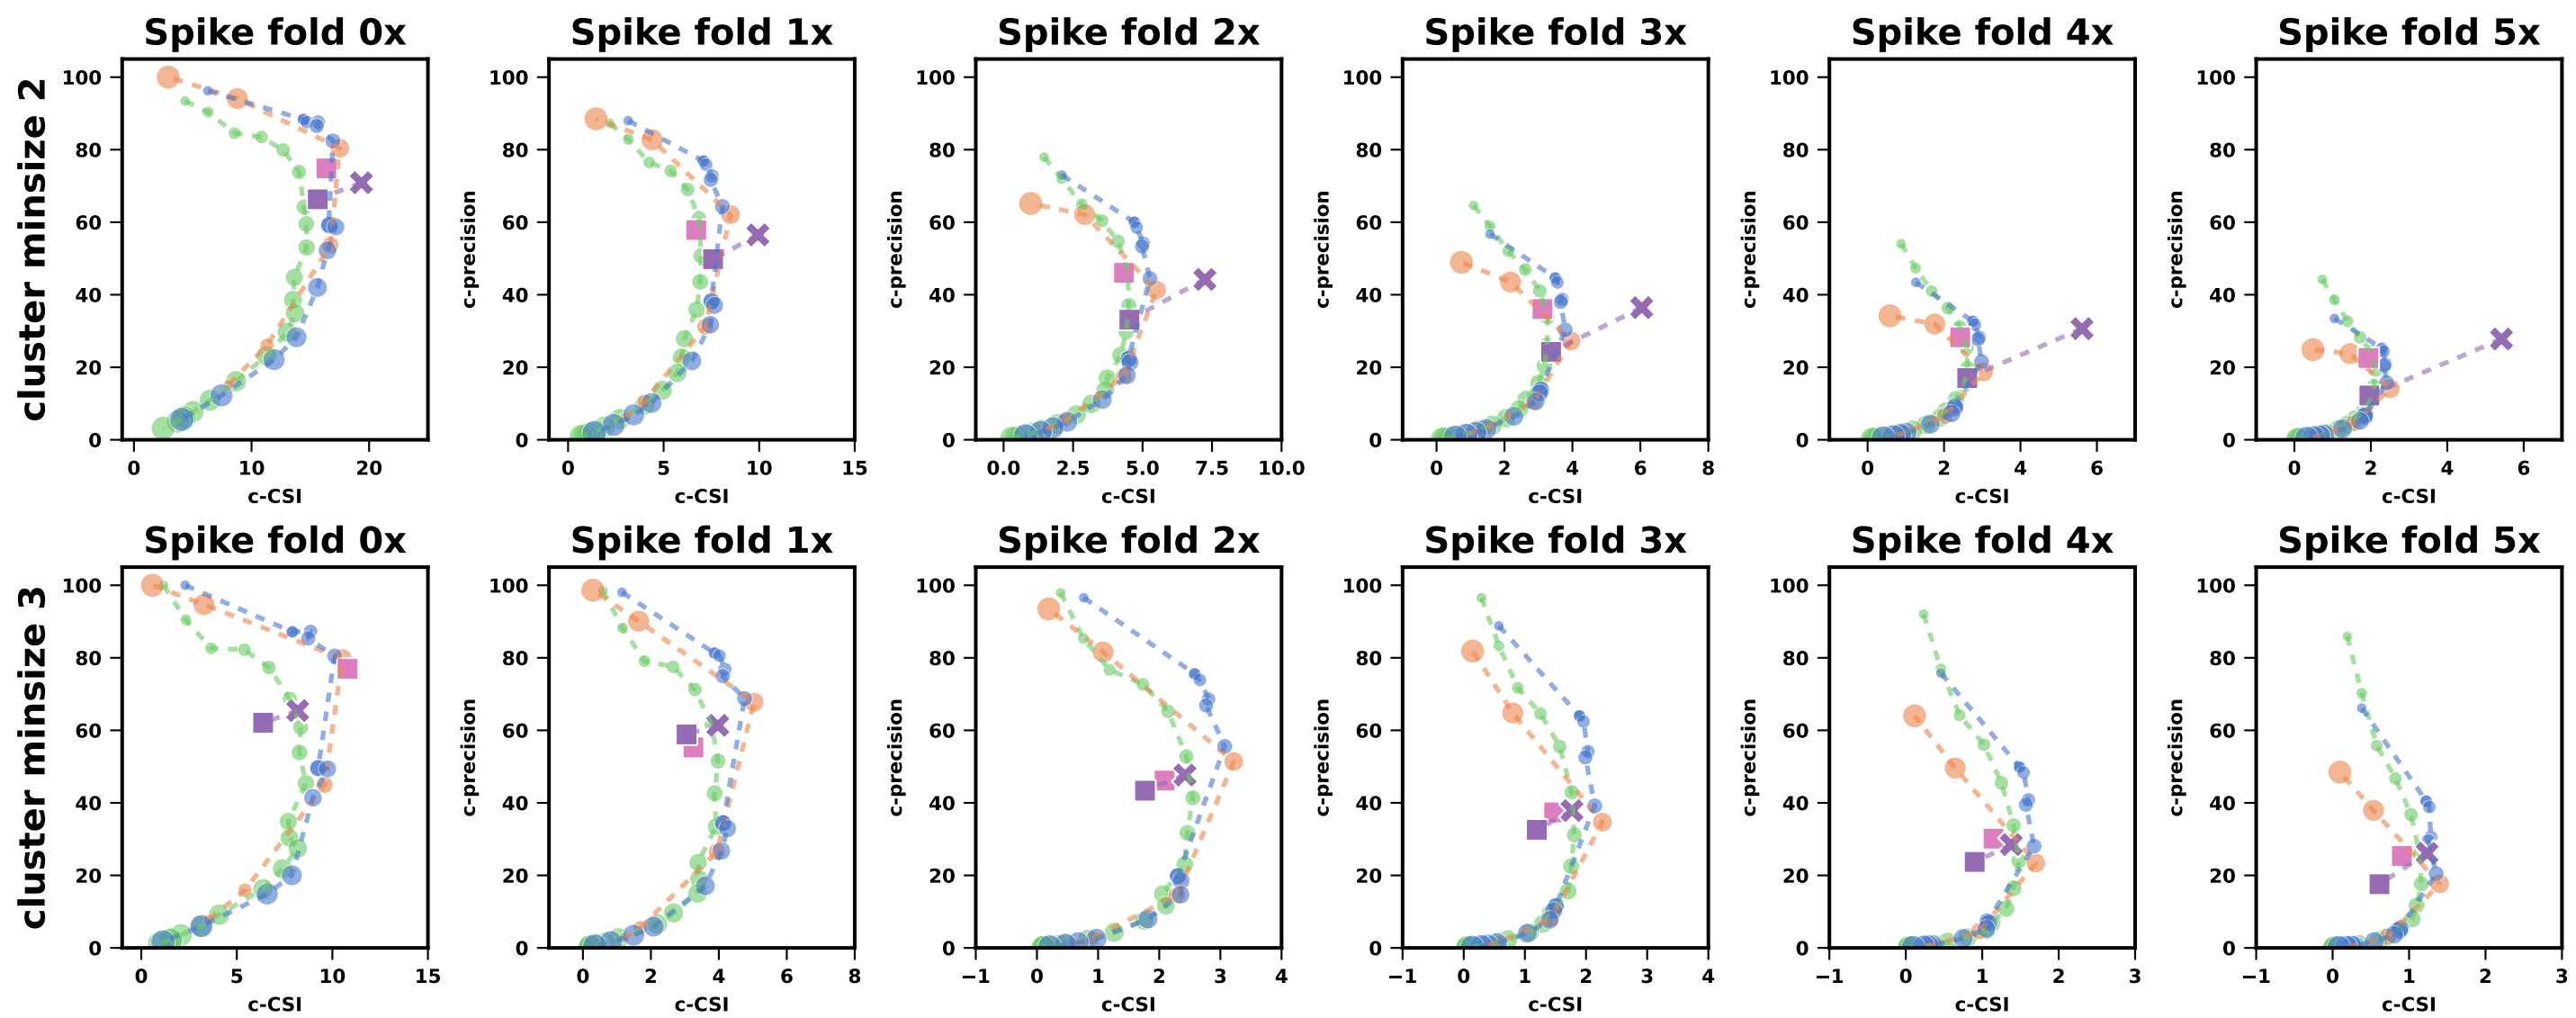 Spike fold 0x Spike fold 1x Spike fold 2x Spike fold 3x Spike fold 4x Spike fold 5x
cluster minsize 2
100 100 100 100 100 100
80 80 80 80 80 80
60 60 60 60 60 60
40 40 40 40 40 40
20 20 20 20 20 20
0 0 0 0 0 0
c-precision c-precision c-precision c-precision c-precision
0 10 20 0 5 10 15 0.0 2.5 5.0 7.5 10.0 0 2 4 6 8 0 2 4 6 0 2 4 6
c-CSI c-CSI c-CSI c-CSI c-CSI c-CSI
Spike fold 0x Spike fold 1x Spike fold 2x Spike fold 3x Spike fold 4x Spike fold 5x
cluster minsize 3
100 100 100 100 100 100
80 80 80 80 80 80
60 60 60 60 60 60
40 40 40 40 40 40
20 20 20 20 20 20
0 0 0 0 0 0
c-precision c-precision c-precision c-precision c-precision
0 5 10 15 0 2 4 6 8 −1 0 1 2 3 4 −1 0 1 2 3 4 −1 0 1 2 3 −1 0 1 2 3
c-CSI c-CSI c-CSI c-CSI c-CSI c-CSI